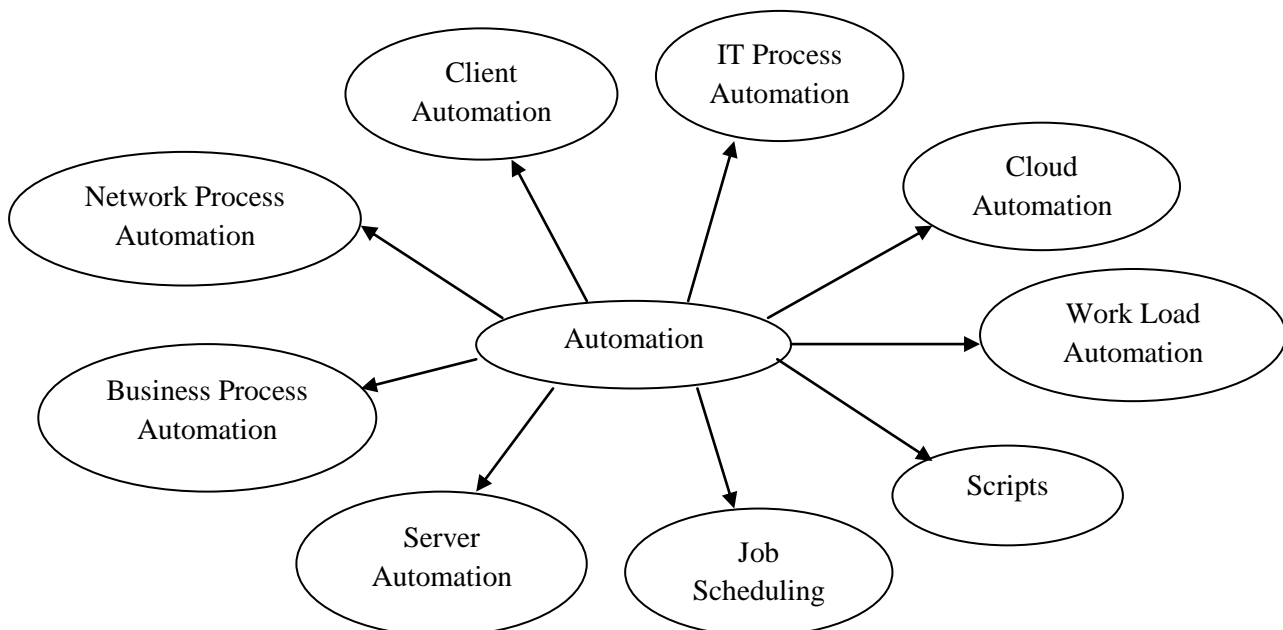 IT Process
Automation
Client
Automation
Cloud
Automation
Network Process
Automation
Work Load
Automation
Automation
Business Process
Automation
Scripts
Server
Automation
Job
Scheduling